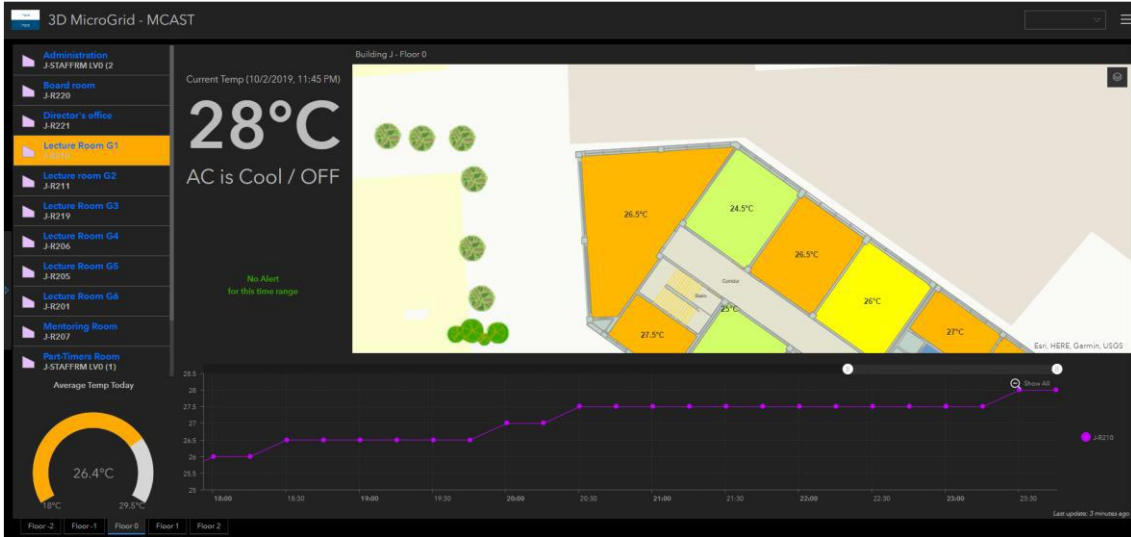 3D MicroGrid - MCAST
Administration
J-STAFFRM LV0 (2
Board room
J-R220
Director's office
J-R221
Lecture Room G1
J-R210
Lecture room G2
J-R211
Lecture Room G3
J-R219
Lecture Room G4
J-R206
Lecture Room G5
J-R205
Lecture Room G6
J-R201
Mentoring Room
J-R207
Part-Timers Room
J-STAFFRM LV0 (1)
Current Temp (10/2/2019, 11:45 PM)
28°C
AC is Cool / OFF
No Alert
for this time range
Building J - Floor 0
26.5°C
24.5°C
26.5°C
26°C
27°C
Corridor
Stairs
25°C
27.5°C
Esri, HERE, Garmin, USGS
Average Temp Today
26.4°C
18°C
29.5°C
28.5
28
27.5
27
26.5
26
25.5
25
18:00
18:30
19:00
19:30
20:00
20:30
21:00
21:30
22:00
22:30
23:00
23:30
Show All
J-R210
Last update: 3 minutes ago
Floor -2
Floor -1
Floor 0
Floor 1
Floor 2